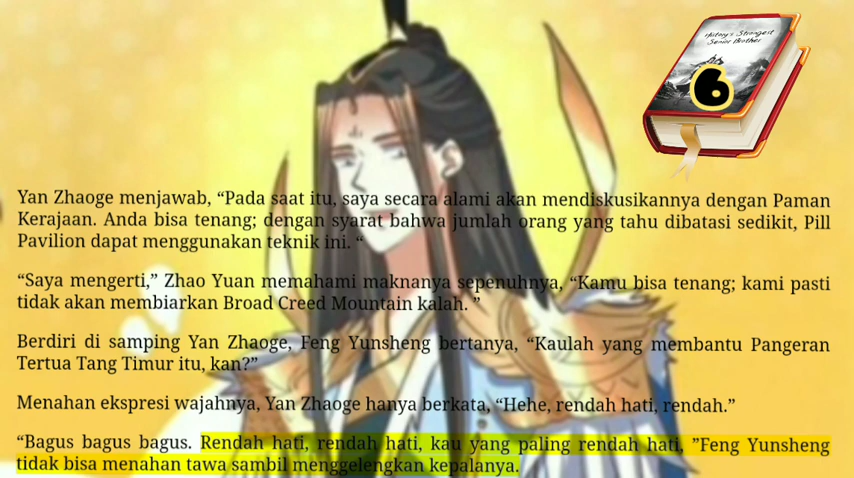 History's Strongest
Senior Brother
6
Yan Zhaoge menjawab, “Pada saat itu, saya secara alami akan mendiskusikannya dengan Paman
Kerajaan. Anda bisa tenang; dengan syarat bahwa jumlah orang yang tahu dibatasi sedikit, Pill
Pavilion dapat menggunakan teknik ini. “
“Saya mengerti,” Zhao Yuan memahami maknanya sepenuhnya, “Kamu bisa tenang; kami pasti
tidak akan membiarkan Broad Creed Mountain kalah. ”
Berdiri di samping Yan Zhaoge, Feng Yunsheng bertanya, “Kaulah yang membantu Pangeran
Tertua Tang Timur itu, kan?”
Menahan ekspresi wajahnya, Yan Zhaoge hanya berkata, “Hehe, rendah hati, rendah.”
“Bagus bagus bagus. Rendah hati, rendah hati, kau yang paling rendah hati, ”Feng Yunsheng
tidak bisa menahan tawa sambil menggelengkan kepalanya.